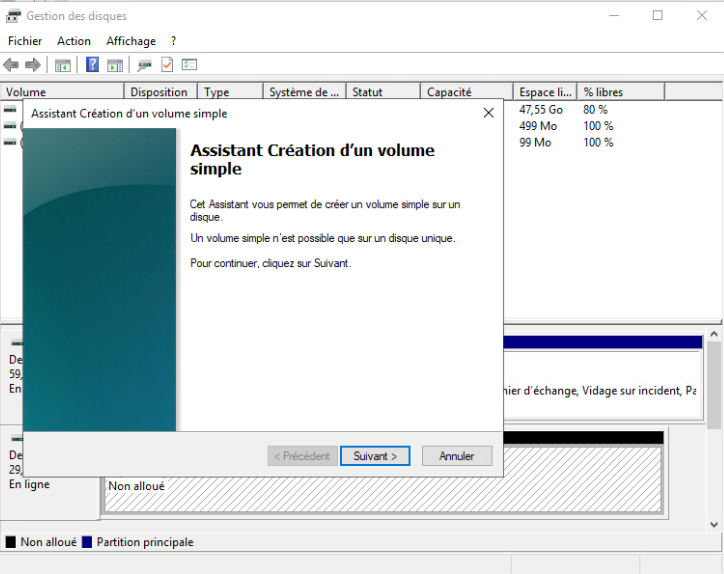 Gestion des disques
Fichier Action Affichage ?
Volume Disposition Type Système de ... Statut Capacité Espace li... % libres
47,55 Go 80 %
499 Mo 100 %
99 Mo 100 %
Assistant Création d'un volume simple
Assistant Création d'un volume
simple
Cet Assistant vous permet de créer un volume simple sur un
disque.
Un volume simple n'est possible que sur un disque unique.
Pour continuer, cliquez sur Suivant.
< Précédent Suivant > Annuler
De
59,
En
hier d'échange, Vidage sur incident, Pa
De
29,
En ligne
Non alloué
Non alloué Partition principale